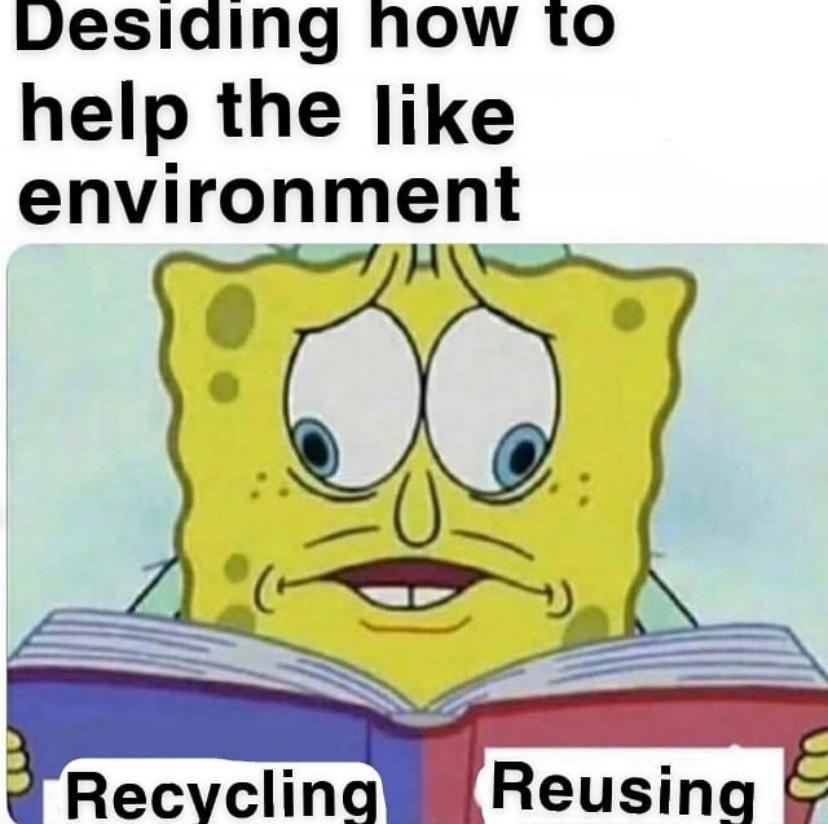 Desiding how to
help the like
environment
Recycling
Reusing